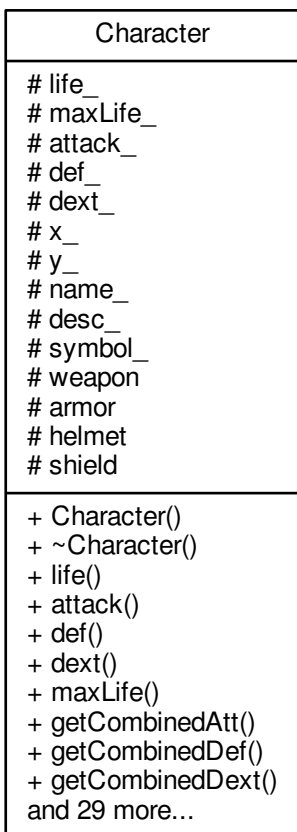 Character
# life_
# maxLife_
# attack_
# def_
# dext_
# x_
# y_
# name_
# desc_
# symbol_
# weapon
# armor
# helmet
# shield
+ Character()
+ ~Character()
+ life()
+ attack()
+ def()
+ dext()
+ maxLife()
+ getCombinedAtt()
+ getCombinedDef()
+ getCombinedDext()
and 29 more...